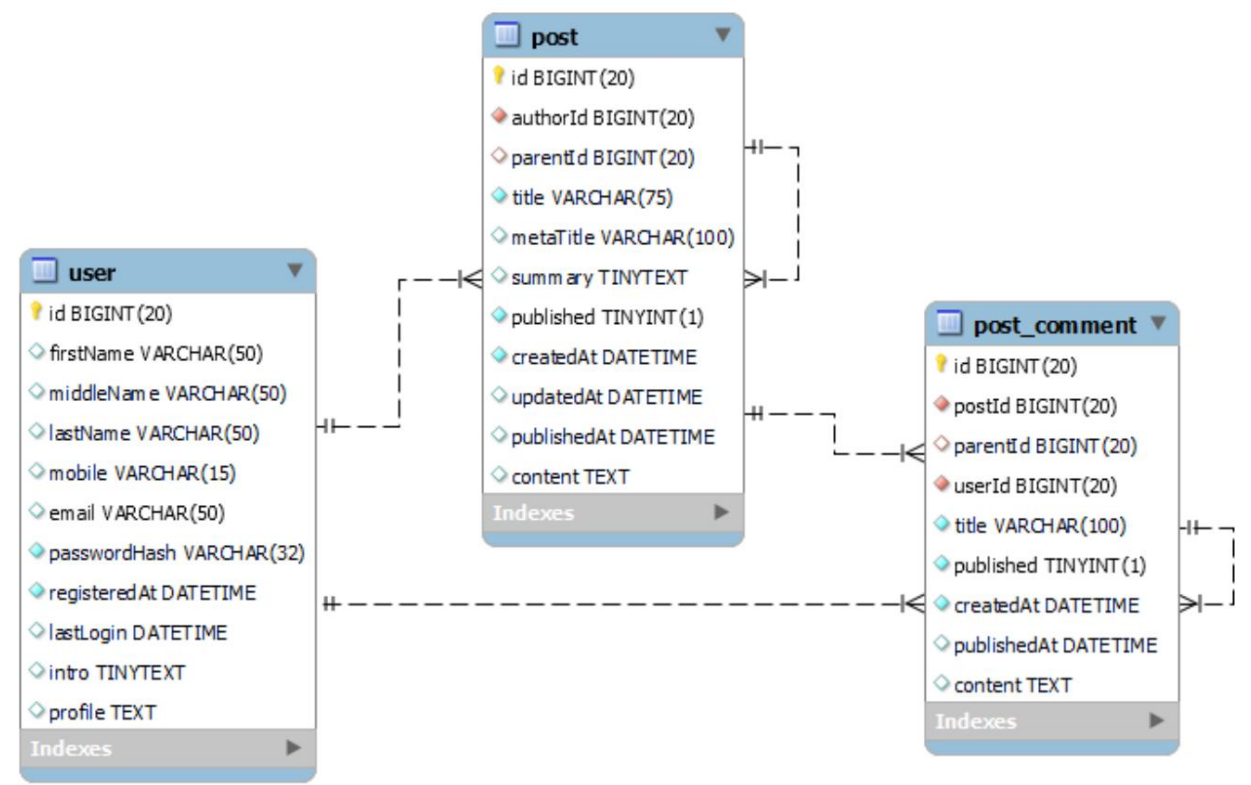 post
id BIGINT(20)
authorId BIGINT(20)
parentId BIGINT(20)
title VARCHAR(75)
metaTitle VARCHAR(100)
summary TINYTEXT
published TINYINT(1)
createdAt DATETIME
updatedAt DATETIME
publishedAt DATETIME
content TEXT
Indexes
user
id BIGINT(20)
firstName VARCHAR(50)
middleName VARCHAR(50)
lastName VARCHAR(50)
mobile VARCHAR(15)
email VARCHAR(50)
passwordHash VARCHAR(32)
registeredAt DATETIME
lastLogin DATETIME
intro TINYTEXT
profile TEXT
Indexes
post_comment
id BIGINT(20)
postId BIGINT(20)
parentId BIGINT(20)
userId BIGINT(20)
title VARCHAR(100)
published TINYINT(1)
createdAt DATETIME
publishedAt DATETIME
content TEXT
Indexes